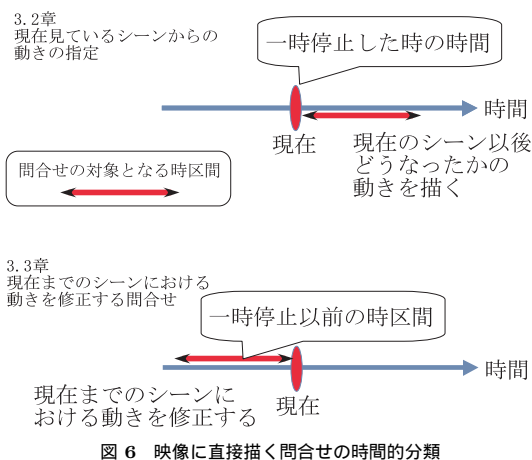 3.2章
現在見ているシーンからの
動きの指定
一時停止した時の時間
時間
現在
現在のシーン以後
どうなったかの
動きを描く
問合せの対象となる時区間
3.3章
現在までのシーンにおける
動きを修正する問合せ
一時停止以前の時区間
時間
現在までのシーンに
おける動きを修正する
現在
図 6 映像に直接描く問合せの時間的分類